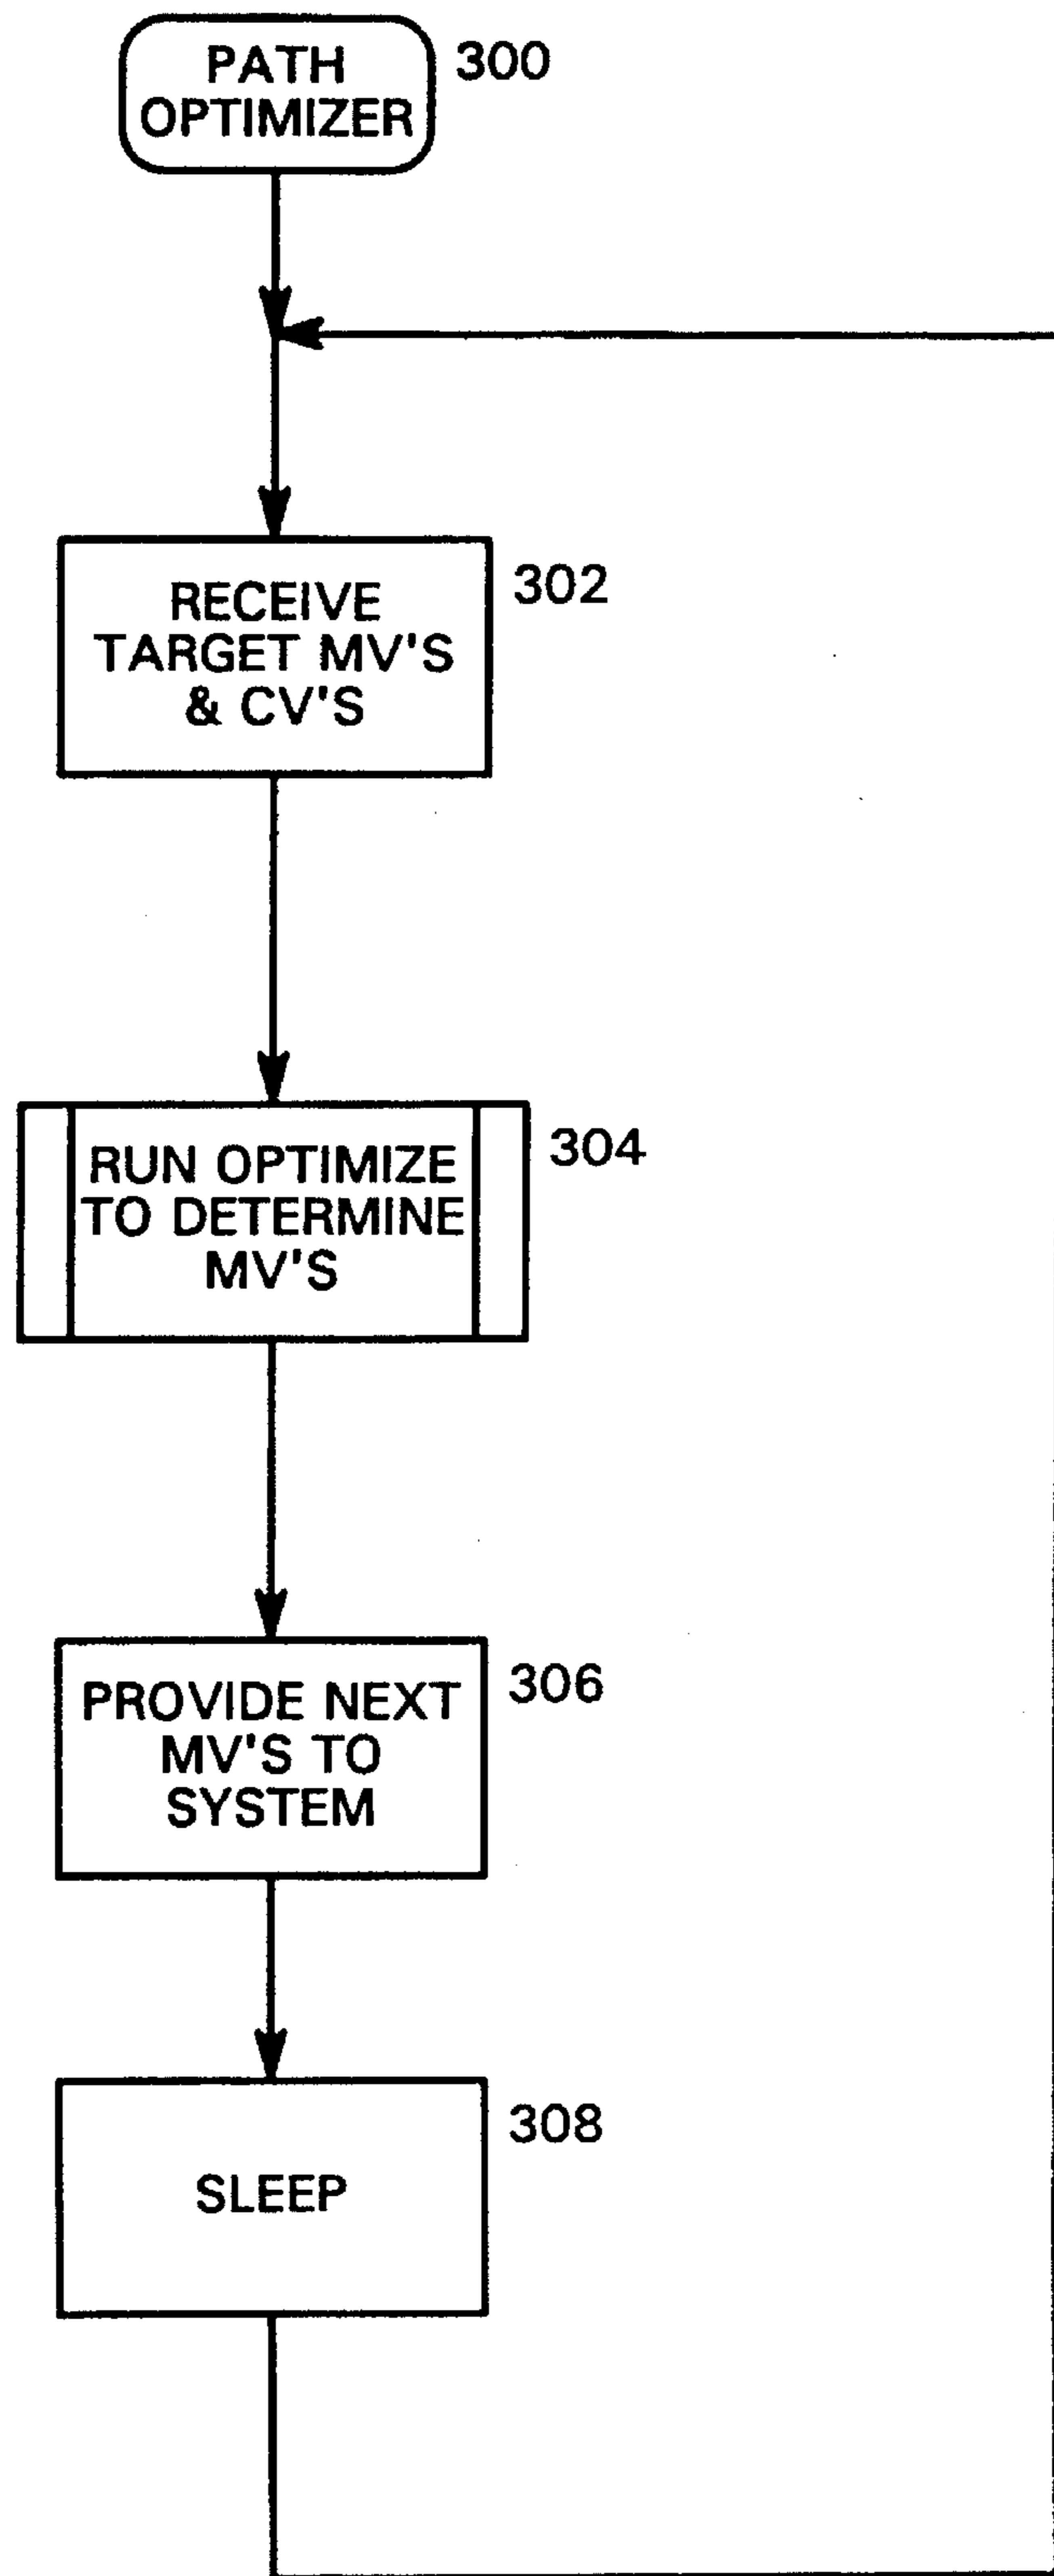 PATH
OPTIMIZER
300
RECEIVE
TARGET MV'S
& CV'S
302
RUN OPTIMIZE
TO DETERMINE
MV'S
304
PROVIDE NEXT
MV'S TO
SYSTEM
306
SLEEP
308